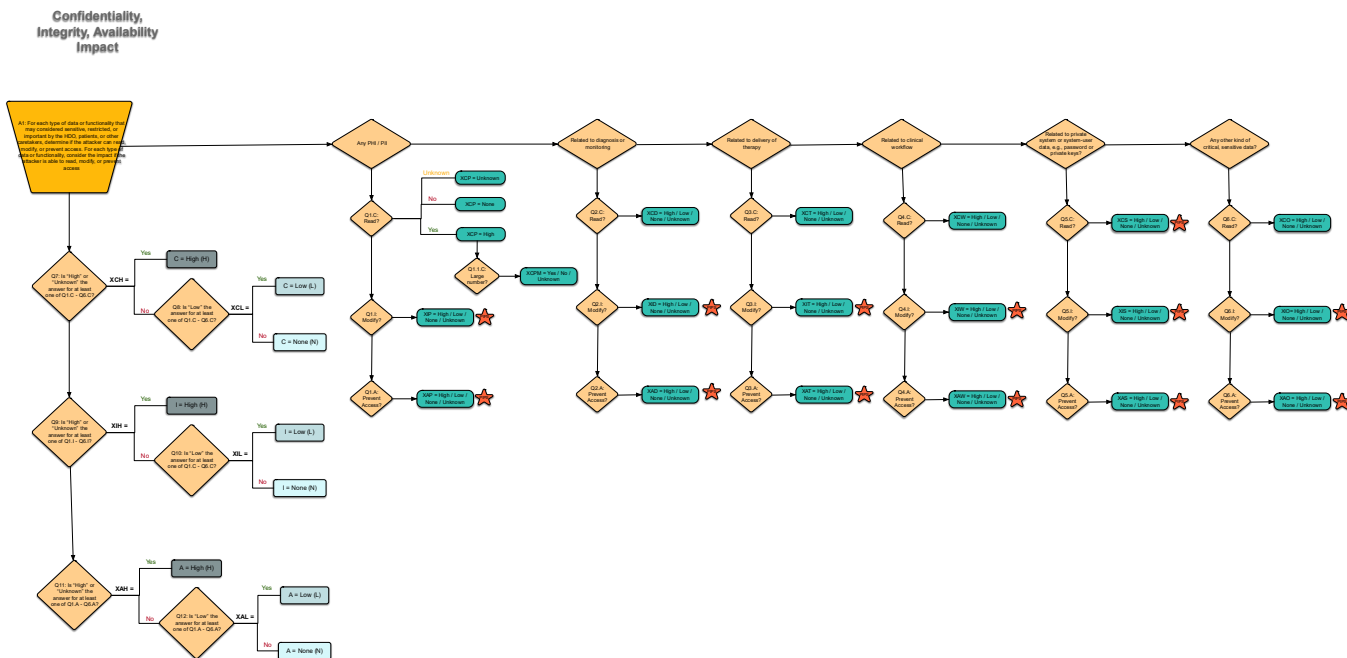 Confidentiality,
Integrity, Availability
Impact
A1: For each type of data or functionality that
may considered sensitive, restricted, or
important by the HDO, patients, or other
caretakers, determine if the attacker can read,
modify, or prevent access. For each type of
data or functionality, consider the impact if the
attacker is able to read, modify, or prevent
access
Any PHI / PII
Related to diagnosis or
monitoring
Related to delivery of
therapy
Related to clinical
workflow
Related to private
system or system-user
data, e.g., password or
private keys?
Any other kind of
critical, sensitive data?
Q1.C:
Read?
Unknown
XCP = Unknown
No
XCP = None
Yes
XCP = High
Q1.1.C:
Large
number?
XCPM = Yes / No /
Unknown
Q1.I:
Modify?
XIP = High / Low /
None / Unknown
Q1.A:
Prevent
Access?
XAP = High / Low /
None / Unknown
Q2.C:
Read?
XCD = High / Low /
None / Unknown
Q2.I:
Modify?
XID = High / Low /
None / Unknown
Q2.A:
Prevent
Access?
XAD = High / Low /
None / Unknown
Q3.C:
Read?
XCT = High / Low /
None / Unknown
Q3.I:
Modify?
XIT = High / Low /
None / Unknown
Q3.A:
Prevent
Access?
XAT = High / Low /
None / Unknown
Q4.C:
Read?
XCW = High / Low /
None / Unknown
Q4.I:
Modify?
XIW = High / Low /
None / Unknown
Q4.A:
Prevent
Access?
XAW = High / Low /
None / Unknown
Q5.C:
Read?
XCS = High / Low /
None / Unknown
Q5.I:
Modify?
XIS = High / Low /
None / Unknown
Q5.A:
Prevent
Access?
XAS = High / Low /
None / Unknown
Q6.C:
Read?
XCO = High / Low /
None / Unknown
Q6.I:
Modify?
XIO = High / Low /
None / Unknown
Q6.A:
Prevent
Access?
XAO = High / Low /
None / Unknown
Q7: Is "High" or
"Unknown" the
answer for at least
one of Q1.C - Q6.C?
XCH =
Yes
C = High (H)
No
Q8: Is "Low" the
answer for at least
one of Q1.C - Q6.C?
XCL =
Yes
C = Low (L)
No
C = None (N)
Q9: Is "High" or
"Unknown" the
answer for at least
one of Q1.I - Q6.I?
XIH =
Yes
I = High (H)
No
Q10: Is "Low" the
answer for at least
one of Q1.C - Q6.C?
XIL =
Yes
I = Low (L)
No
I = None (N)
Q11: Is "High" or
"Unknown" the
answer for at least
one of Q1.A - Q6.A?
XAH =
Yes
A = High (H)
No
Q12: Is "Low" the
answer for at least
one of Q1.A - Q6.A?
XAL =
Yes
A = Low (L)
No
A = None (N)